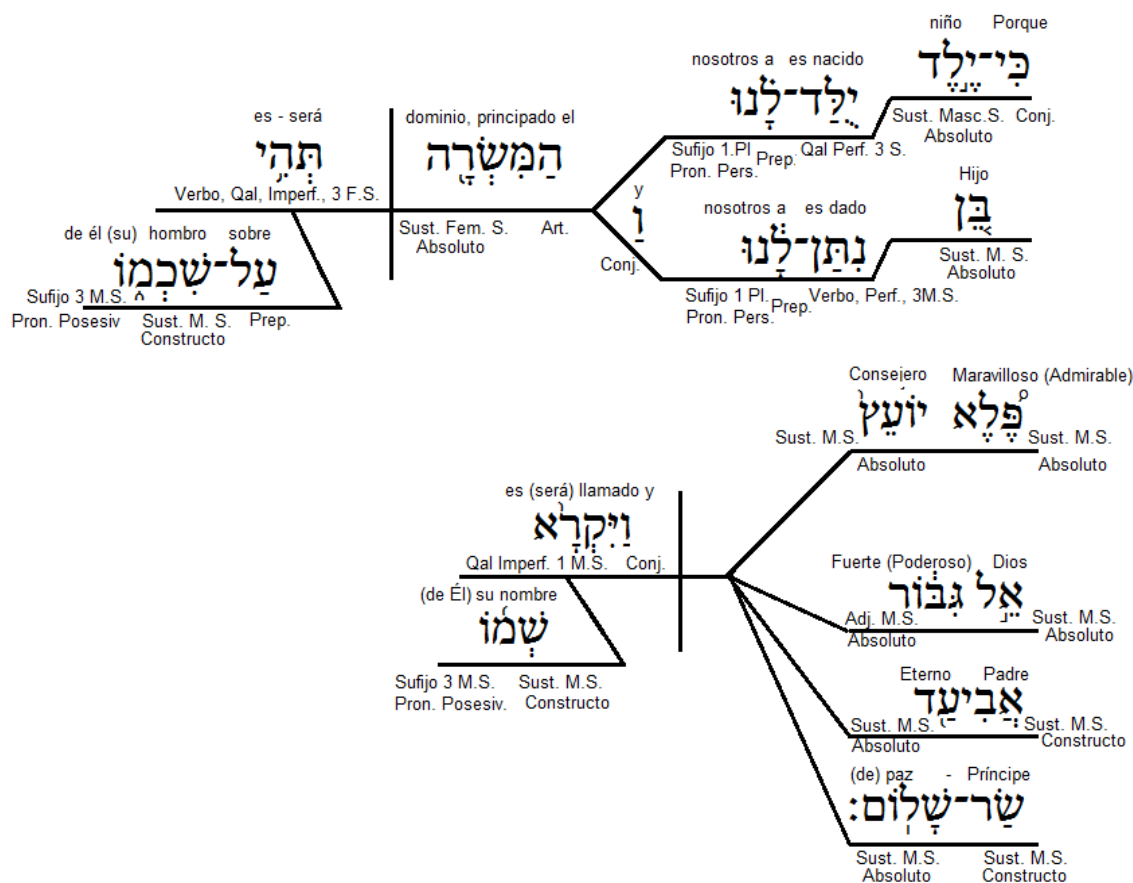 niño Porque
כִּי־יֶ֣לֶד
Sust. Masc.S. Conj.
Absoluto
nosotros a es nacido
יֻלַּד־לָ֗נוּ
Sufijo 1.Pl Prep. Qal Perf. 3 S.
Pron. Pers.
Hijo
בֵּ֚ן
Sust. M. S.
Absoluto
nosotros a es dado
נִתַּן־לָ֔נוּ
Sufijo 1 Pl. Prep. Verbo, Perf., 3M.S.
Pron. Pers.
y
וַ
Conj.
dominio, principado el
הַמִּשְׂרָ֖ה
Sust. Fem. S. Art.
Absoluto
es - será
תְּהִ֥י
Verbo, Qal, Imperf., 3 F.S.
de él (su) hombro sobre
עַל־שִׁכְמ֑וֹ
Sufijo 3 M.S.
Pron. Posesiv Sust. M. S. Prep.
Constructo
Consejero Maravilloso (Admirable)
פֶּ֠לֶא יוֹעֵץ֙
Sust. M.S. Sust. M.S.
Absoluto Absoluto
es (será) llamado y
וַיִּקְרָ֨א
Qal Imperf. 1 M.S. Conj.
(de Él) su nombre
שְׁמ֜וֹ
Sufijo 3 M.S. Sust. M.S.
Pron. Posesiv. Constructo
Fuerte (Poderoso) Dios
אֵ֣ל גִּבּ֔וֹר
Adj. M.S. Sust. M.S.
Absoluto Absoluto
Eterno Padre
אֲבִיעַ֖ד
Sust. M.S. Sust. M.S.
Absoluto Constructo
(de) paz - Príncipe
שַׂר־שָׁלֽוֹם׃
Sust. M.S. Sust. M.S.
Absoluto Constructo